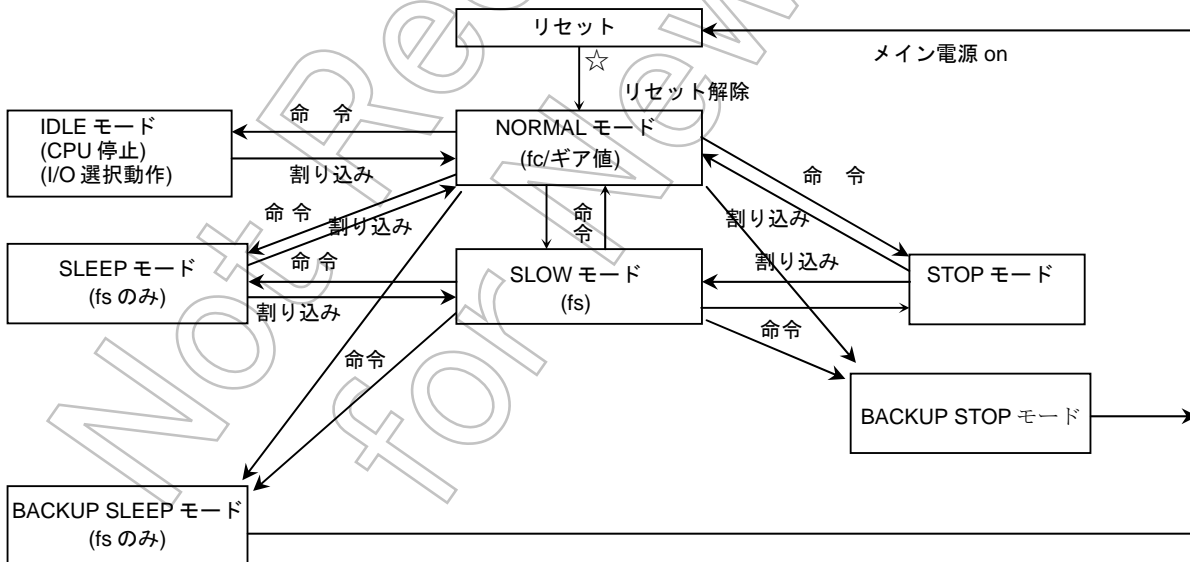 リセット
メイン電源 on
☆
リセット解除
IDLE モード
(CPU 停止)
(I/O 選択動作)
命 令
割り込み
NORMAL モード
(fc/ギア値)
命 令
割り込み
命 令
割り込み
命
令
SLEEP モード
(fs のみ)
命 令
割り込み
SLOW モード
(fs)
割り込み
STOP モード
命令
命令
BACKUP STOP モード
BACKUP SLEEP モード
(fs のみ)
Not Rec
for New